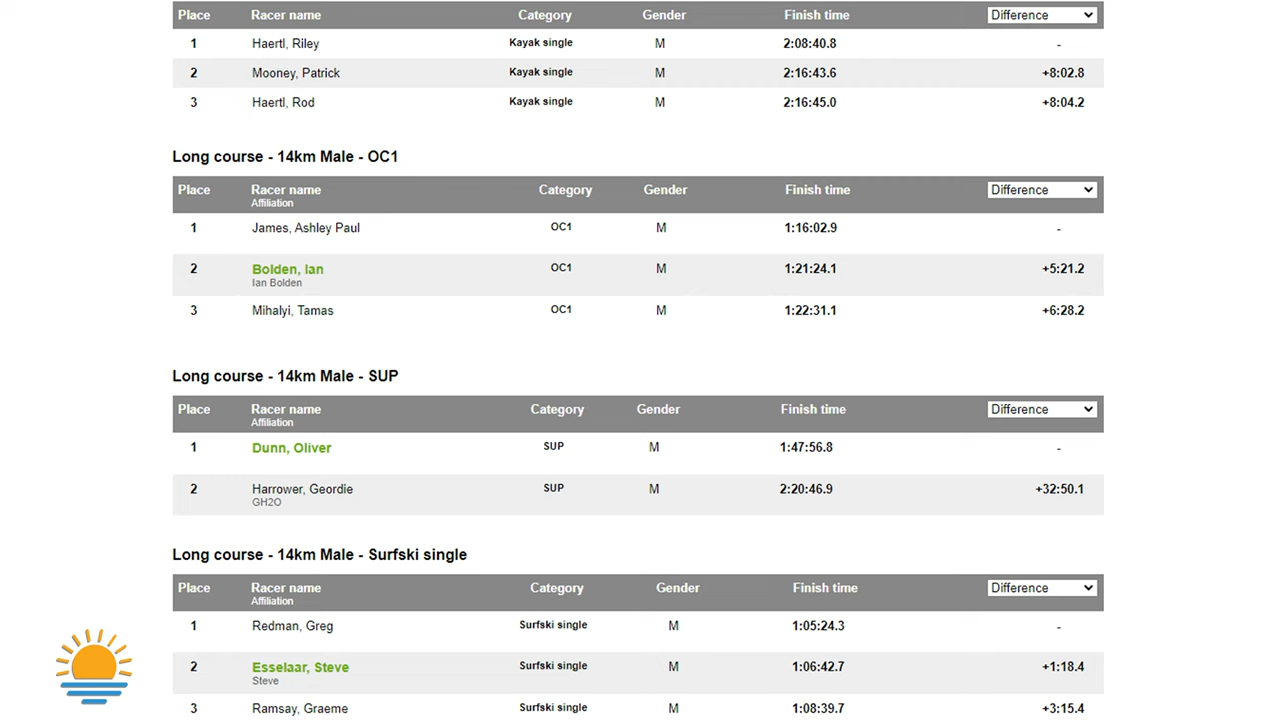 Place Racer name Category Gender Finish time Difference
1 Haertl, Riley Kayak single M 2:08:40.8 -
2 Mooney, Patrick Kayak single M 2:16:43.6 +8:02.8
3 Haertl, Rod Kayak single M 2:16:45.0 +8:04.2
Long course - 14km Male - OC1
Place Racer name Category Gender Finish time Difference
Affiliation
1 James, Ashley Paul OC1 M 1:16:02.9 -
2 Bolden, Ian OC1 M 1:21:24.1 +5:21.2
Ian Bolden
3 Mihalyi, Tamas OC1 M 1:22:31.1 +6:28.2
Long course - 14km Male - SUP
Place Racer name Category Gender Finish time Difference
Affiliation
1 Dunn, Oliver SUP M 1:47:56.8 -
2 Harrower, Geordie SUP M 2:20:46.9 +32:50.1
GH2O
Long course - 14km Male - Surfski single
Place Racer name Category Gender Finish time Difference
Affiliation
1 Redman, Greg Surfski single M 1:05:24.3 -
2 Esselaar, Steve Surfski single M 1:06:42.7 +1:18.4
Steve
3 Ramsay, Graeme Surfski single M 1:08:39.7 +3:15.4